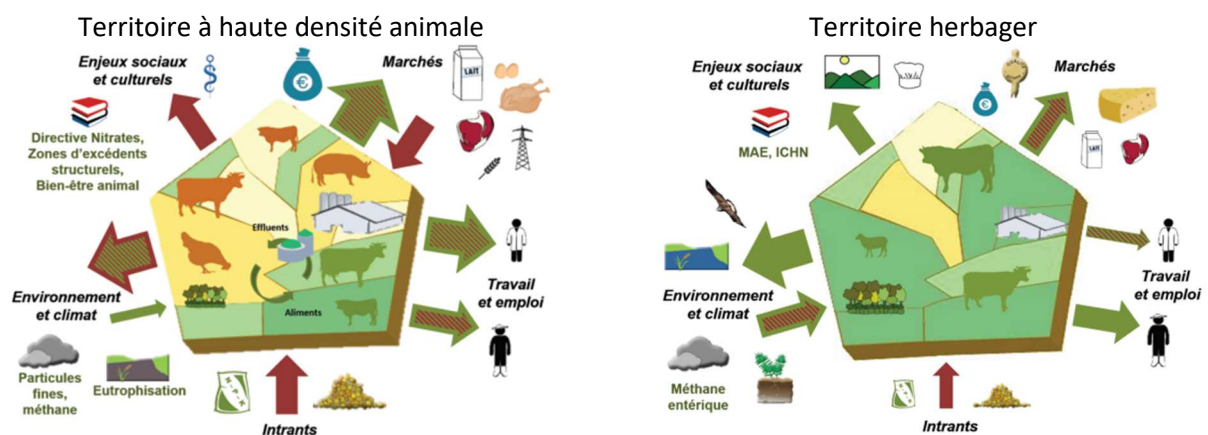 Territoire à haute densité animale
Enjeux sociaux
et culturels
Marchés
LAIT
Directive Nitrates,
Zones d'excédents
structurels,
Bien-être animal
Effluents
Aliments
Environnement
et climat
Travail
et emploi
Particules
fines,
méthane
Eutrophisation
N-P-K
Intrants
Territoire herbager
Enjeux sociaux
et culturels
Marchés
MAE, ICHN
LAIT
Environnement
et climat
Travail
et emploi
Méthane
entérique
N-P-K
Intrants